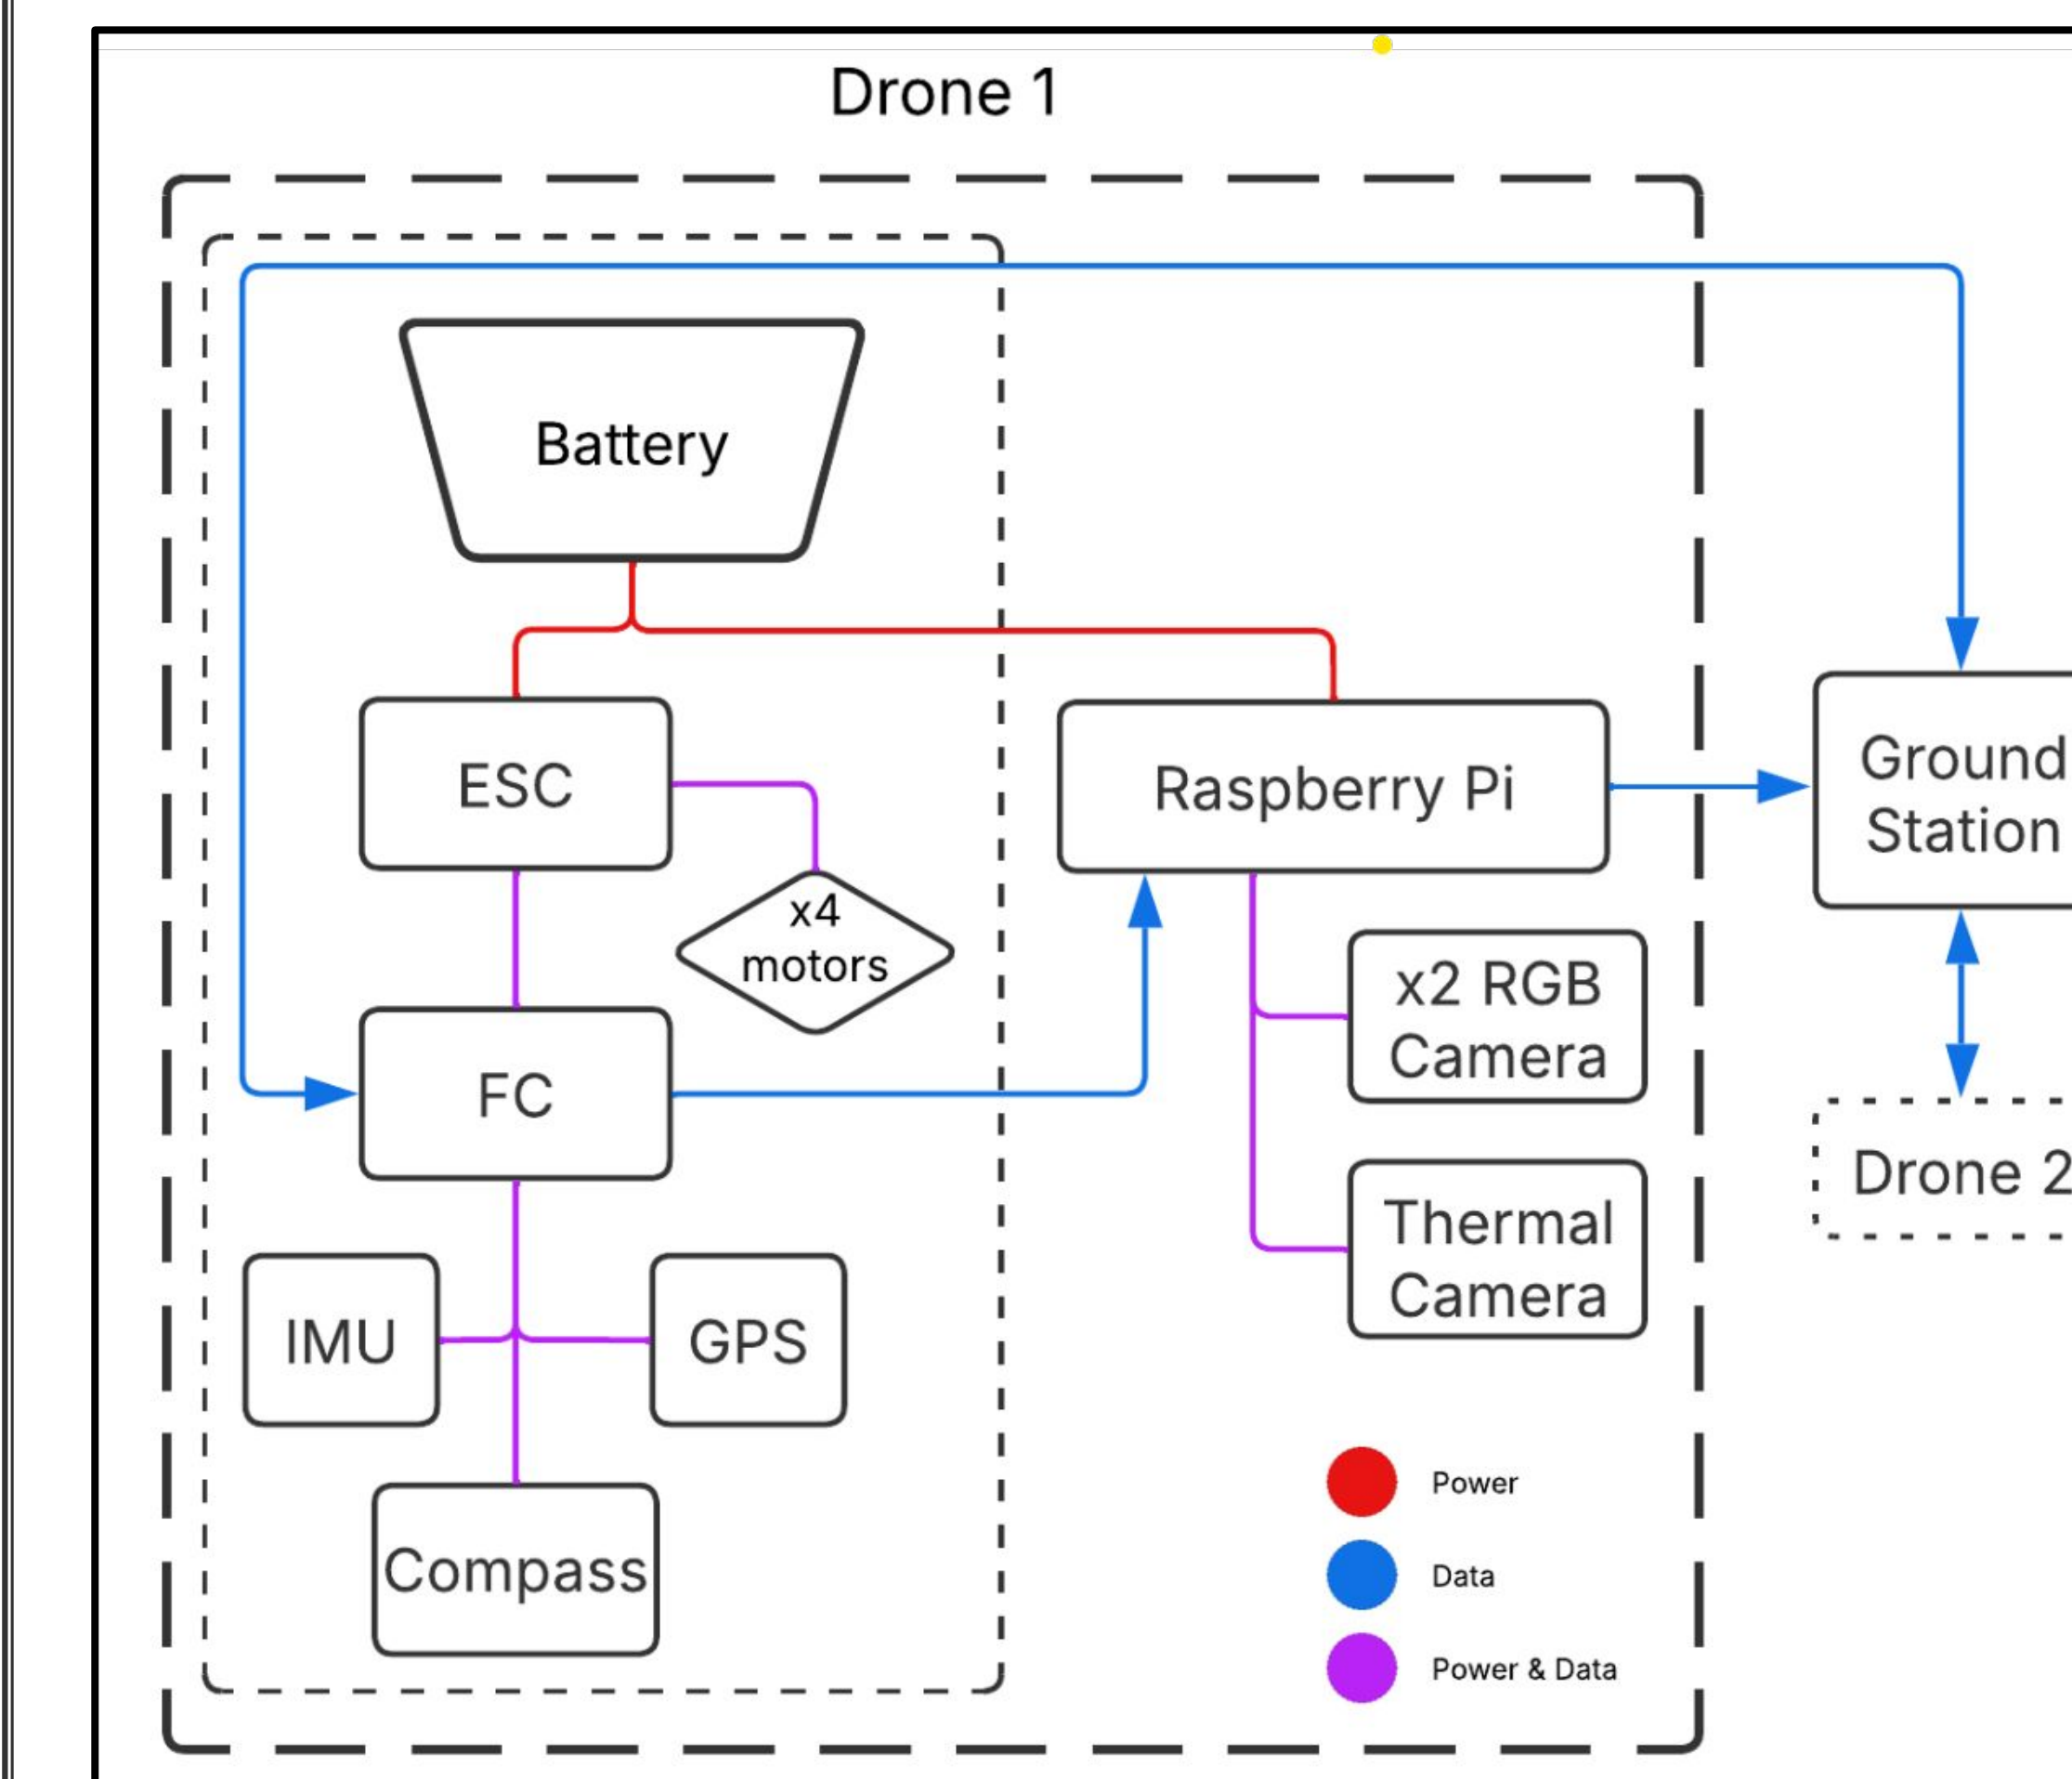 Drone 1
Battery
ESC
Raspberry Pi
Ground
Station
x4
motors
x2 RGB
Camera
FC
Drone 2
Thermal
Camera
IMU
GPS
Power
Compass
Data
Power & Data